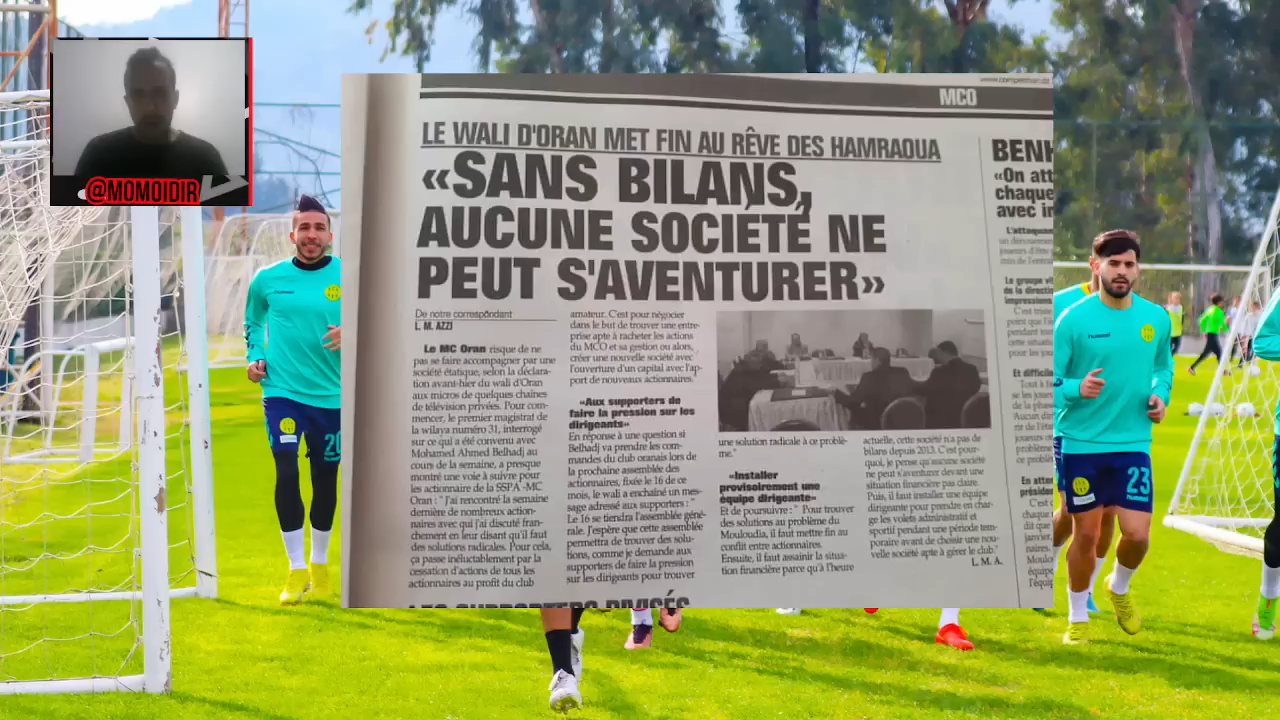 @MOMOIDIR
MCO
LE WALI D'ORAN MET FIN AU RÊVE DES HAMRAOUA
«SANS BILANS,
AUCUNE SOCIÉTÉ NE
PEUT S'AVENTURER»
De notre correspondant
L. M. AZZI
Le MC Oran risque de ne
pas se faire accompagner par une
société étatique, selon la déclara-
tion avant-hier du wali d'Oran
aux micros de quelques chaînes
de télévision privées. Pour com-
mencer, le premier magistrat de
la wilaya numéro 31, interrogé
sur ce qui a été convenu avec
Mohamed Ahmed Belhadj au
cours de la semaine, a presque
montré une voie à suivre pour
les actionnaire de la SSPA -MC
Oran : " J'ai rencontré la semaine
dernière de nombreux action-
naires avec qui j'ai discuté fran-
chement en leur disant qu'il faut
des solutions radicales. Pour cela,
ça passe inéluctablement par la
cessation d'actions de tous les
actionnaires au profit du club
amateur. C'est pour négocier
dans le but de trouver une entre-
prise apte à racheter les actions
du MCO et sa gestion ou alors,
créer une nouvelle société avec
l'ouverture d'un capital avec l'ap-
port de nouveaux actionnaires."
«Aux supporters de
faire la pression sur les
dirigeants»
En réponse à une question si
Belhadj va prendre les com-
mandes du club oranais lors de
la prochaine assemblée des
actionnaires, fixée le 16 de ce
mois, le wali a enchaîné un mes-
sage adressé aux supporters : "
Le 16 se tiendra l'assemblée géné-
rale. J'espère que cette assemblée
permettra de trouver des solu-
tions, comme je demande aux
supporters de faire la pression
sur les dirigeants pour trouver
une solution radicale à ce problè-
me."
«Installer
provisoirement une
équipe dirigeante»
Et de poursuivre : " Pour trouver
des solutions au problème du
Mouloudia, il faut mettre fin au
conflit entre actionnaires.
Ensuite, il faut assainir la situa-
tion financière parce qu'à l'heure
actuelle, cette société n'a pas de
bilans depuis 2013. C'est pour-
quoi, je pense qu'aucune société
ne peut s'aventurer devant une
situation financière pas claire.
Puis, il faut installer une équipe
dirigeante pour prendre en char-
ge les volets administratif et
sportif pendant une période tem-
poraire avant de choisir une nou-
velle société apte à gérer le club."
L. M. A.
BENH
«On att
chaque
avec in
LES SUPPORTERS DIVISÉS
20
hummel
23